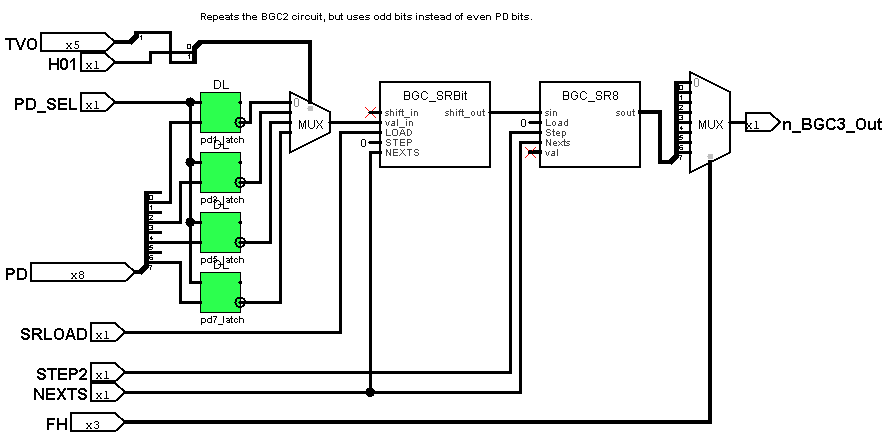 Repeats the BGC2 circuit, but uses odd bits instead of even PD bits.
TVO x5
1
0
1
H01 x1
PD_SEL x1
DL
pd1_latch
DL
pd3_latch
DL
pd5_latch
DL
pd7_latch
0
MUX
BGC_SRBit
shift_in shift_out
val_in
LOAD
0 STEP
NEXTS
BGC_SR8
sin sout
0 Load
Step
Nexts
val
0
1
2
3
4
5
6
7
0
MUX
x1 n_BGC3_Out
0
1
2
3
4
5
6
7
PD x8
SRLOAD x1
STEP2 x1
NEXTS x1
FH x3